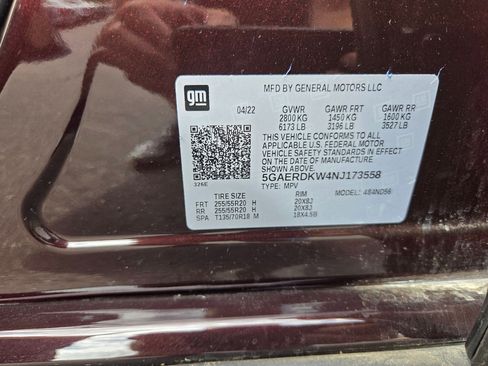 gm
MFD BY GENERAL MOTORS LLC
04/22 GVWR GAWR FRT GAWR RR
2800 KG 1450 KG 1600 KG
6173 LB 3196 LB 3527 LB
THIS VEHICLE CONFORMS TO ALL
APPLICABLE U.S. FEDERAL MOTOR
VEHICLE SAFETY STANDARDS IN EFFECT
ON THE DATE OF MANUFACTURE
SHOWN ABOVE.
5GAERDKW4NJ173558
326E
TYPE: MPV MODEL: 484ND56
TIRE SIZE RIM
FRT 255/55R20 H 20X8J
RR 255/55R20 H 20X8J
SPA T135/70R18 M 18X4.5B